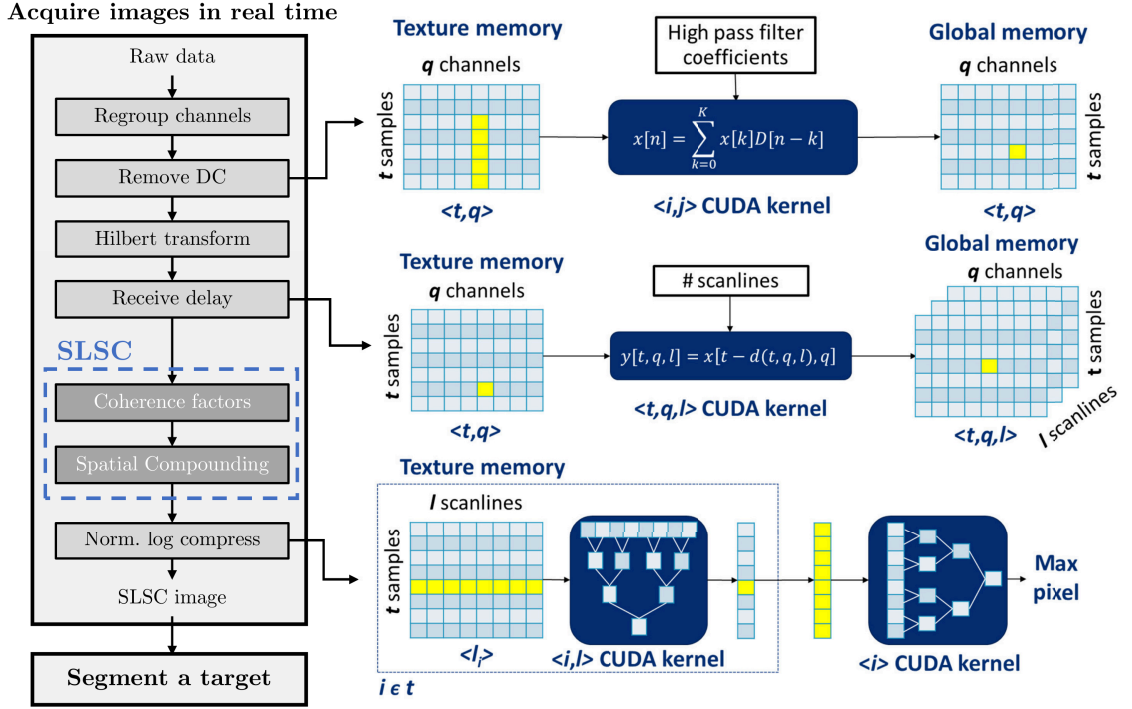 Acquire images in real time
Raw data
Regroup channels
Remove DC
Hilbert transform
Receive delay
SLSC
Coherence factors
Spatial Compounding
Norm. log compress
SLSC image
Segment a target
Texture memory
q channels
t samples
<t,q>
High pass filter
coefficients
x[n] = \sum_{k=0}^{K} x[k]D[n − k]
<i,j> CUDA kernel
Global memory
q channels
t samples
<t,q>
Texture memory
q channels
t samples
<t,q>
# scanlines
y[t, q, l] = x[t − d(t, q, l), q]
<t,q,l> CUDA kernel
Global memory
q channels
t samples
l scanlines
<t,q,l>
Texture memory
l scanlines
t samples
<l_i>
<i,l> CUDA kernel
i ϵ t
<i> CUDA kernel
Max
pixel